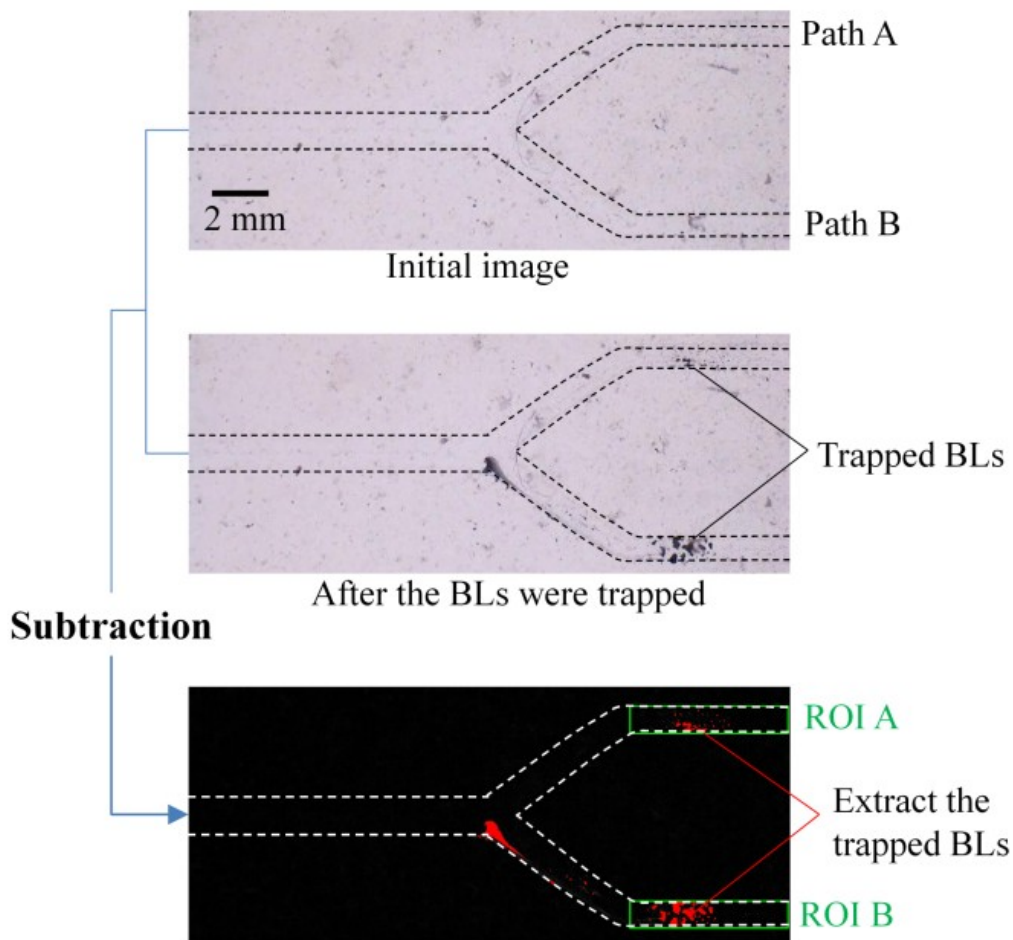 Path A
2 mm
Path B
Initial image
Trapped BLs
After the BLs were trapped
Subtraction
ROI A
Extract the
trapped BLs
ROI B